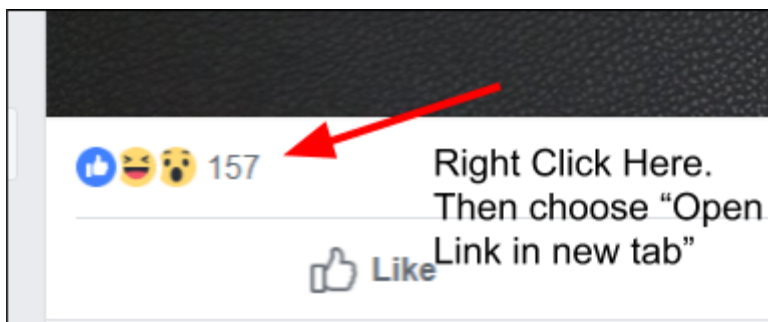 157
Right Click Here.
Then choose “Open
Link in new tab”
Like